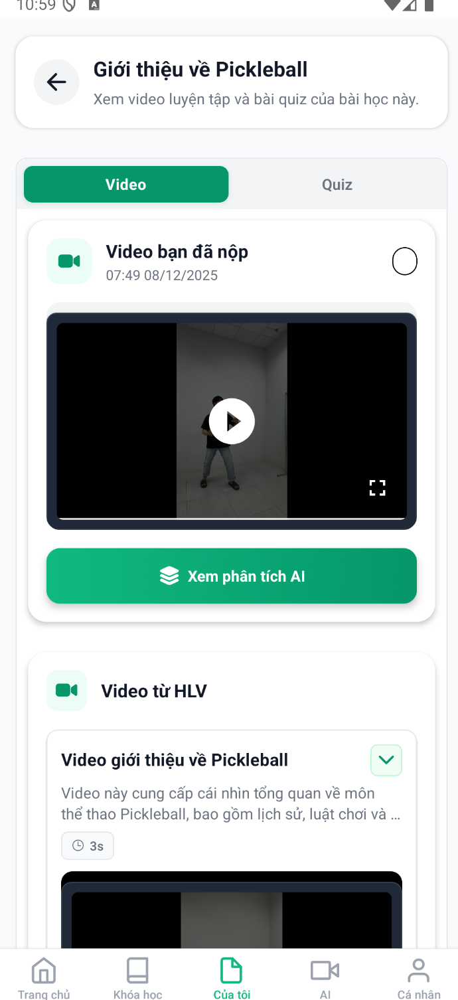 10:59
A
Giới thiệu về Pickleball
Xem video luyện tập và bài quiz của bài học này.
Video
Quiz
Video bạn đã nộp
07:49 08/12/2025
Xem phân tích AI
Video từ HLV
Video giới thiệu về Pickleball
Video này cung cấp cái nhìn tổng quan về môn
thể thao Pickleball, bao gồm lịch sử, luật chơi và ...
3s
Trang chủ
Khóa học
Của tôi
AI
Cá nhân